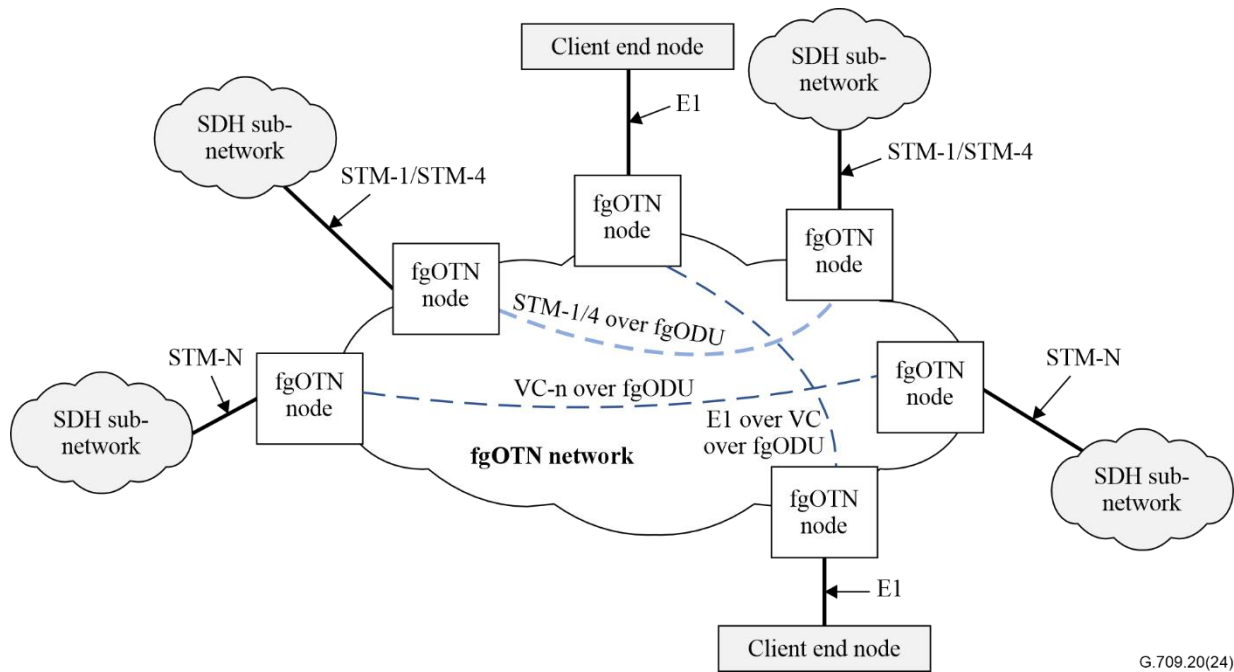 Client end node
SDH sub-
network
E1
SDH sub-
network
STM-1/STM-4
STM-1/STM-4
fgOTN
node
fgOTN
node
fgOTN
node
STM-1/4 over fgODU
STM-N
STM-N
fgOTN
node
fgOTN
node
VC-n over fgODU
SDH sub-
network
E1 over VC
over fgODU
fgOTN network
SDH sub-
network
fgOTN
node
E1
Client end node
G.709.20(24)